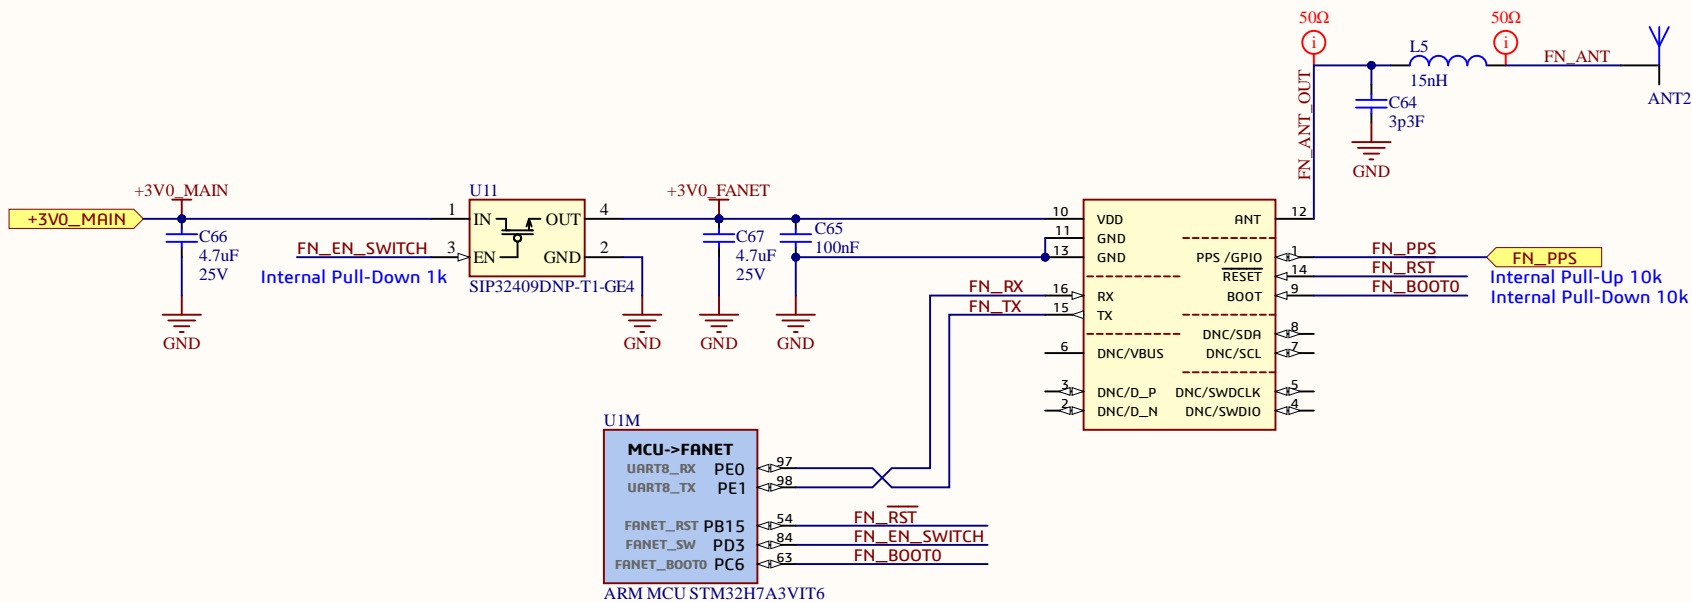 50Ω
50Ω
i
i
L5
15nH
FN_ANT
ANT2
FN_ANT_OUT
C64
3p3F
GND
+3V0_MAIN
+3V0_MAIN
C66
4.7uF
25V
GND
FN_EN_SWITCH
Internal Pull-Down 1k
U11
1
IN
OUT
4
3
EN
GND
2
SIP32409DNP-T1-GE4
GND
+3V0_FANET
C67
4.7uF
25V
GND
C65
100nF
GND
10
VDD
ANT
12
11
GND
13
GND
PPS /GPIO
1
FN_PPS
FN_PPS
RESET
14
FN_RST
Internal Pull-Up 10k
FN_RX
16
RX
BOOT
9
FN_BOOT0
Internal Pull-Down 10k
FN_TX
15
TX
DNC/SDA
8
6
DNC/VBUS
DNC/SCL
7
3
DNC/D_P
DNC/SWDCLK
5
2
DNC/D_N
DNC/SWDIO
4
U1M
MCU->FANET
UART8_RX
PE0
97
UART8_TX
PE1
98
FANET_RST
PB15
54
FN_RST
FANET_SW
PD3
84
FN_EN_SWITCH
FANET_BOOT0
PC6
63
FN_BOOT0
ARM MCU STM32H7A3VIT6